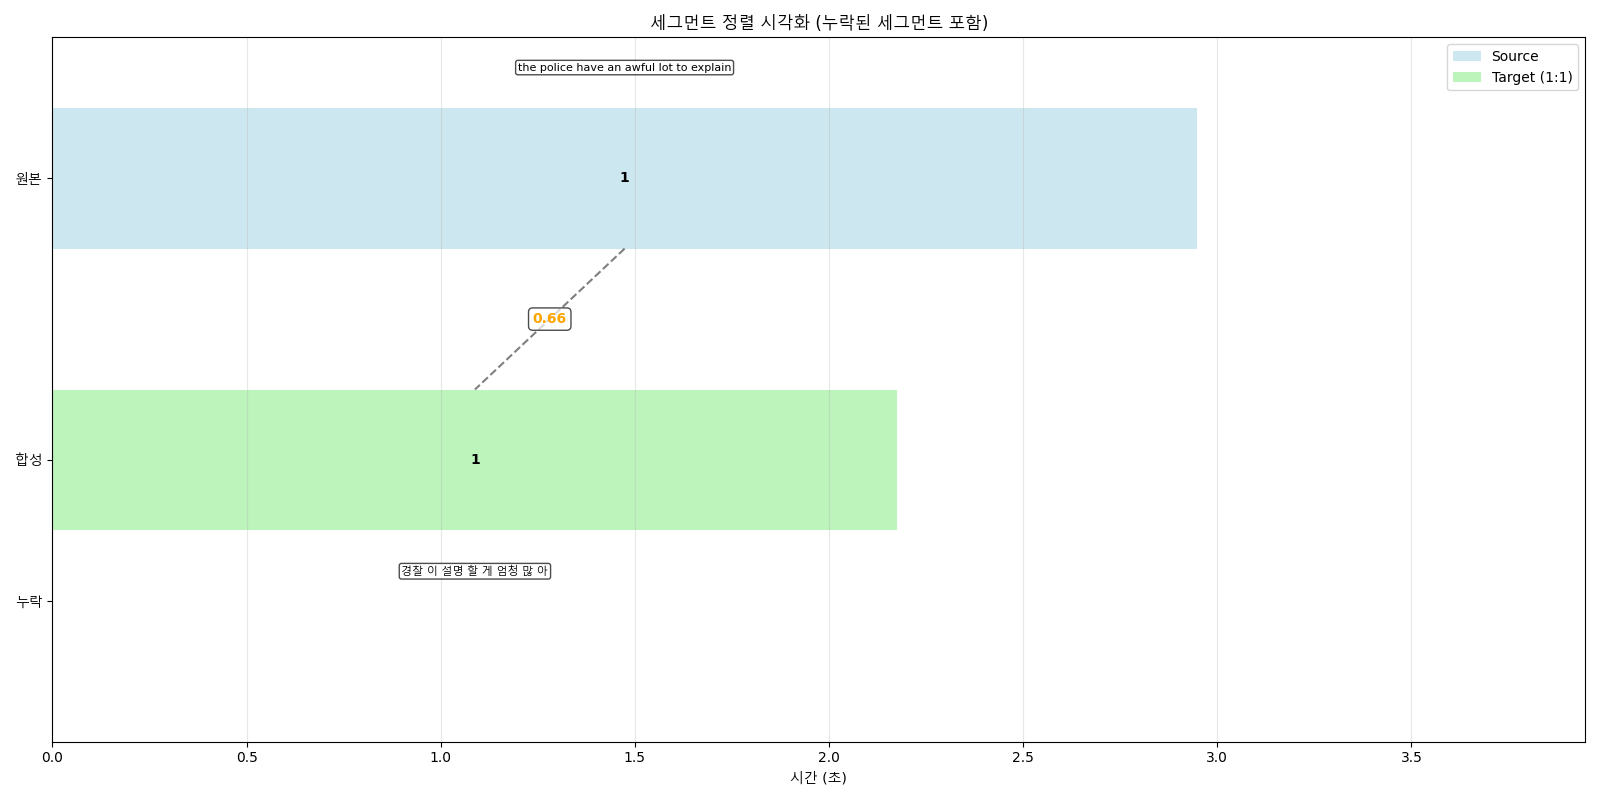 세그먼트 정렬 시각화 (누락된 세그먼트 포함)
Source
Target (1:1)
the police have an awful lot to explain
원본
1
0.66
합성
1
경찰 이 설명 할 게 엄청 많 아
누락
0.0 0.5 1.0 1.5 2.0 2.5 3.0 3.5
시간 (초)